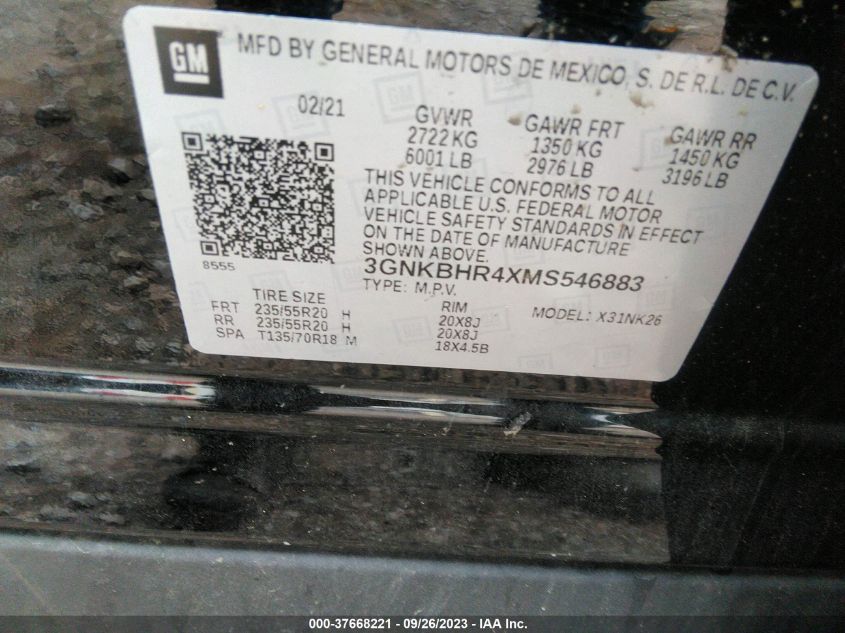 GM
MFD BY GENERAL MOTORS DE MEXICO, S. DE R.L. DE C.V.
02/21
GVWR GAWR FRT GAWR RR
2722 KG 1350 KG 1450 KG
6001 LB 2976 LB 3196 LB
THIS VEHICLE CONFORMS TO ALL
APPLICABLE U.S. FEDERAL MOTOR
VEHICLE SAFETY STANDARDS IN EFFECT
ON THE DATE OF MANUFACTURE
SHOWN ABOVE.
8555
3GNKBHR4XMS546883
TYPE: M.P.V. MODEL: X31NK26
TIRE SIZE RIM
FRT 235/55R20 H 20X8J
RR 235/55R20 H 20X8J
SPA T135/70R18 M 18X4.5B
000-37668221 - 09/26/2023 - IAAI.COM